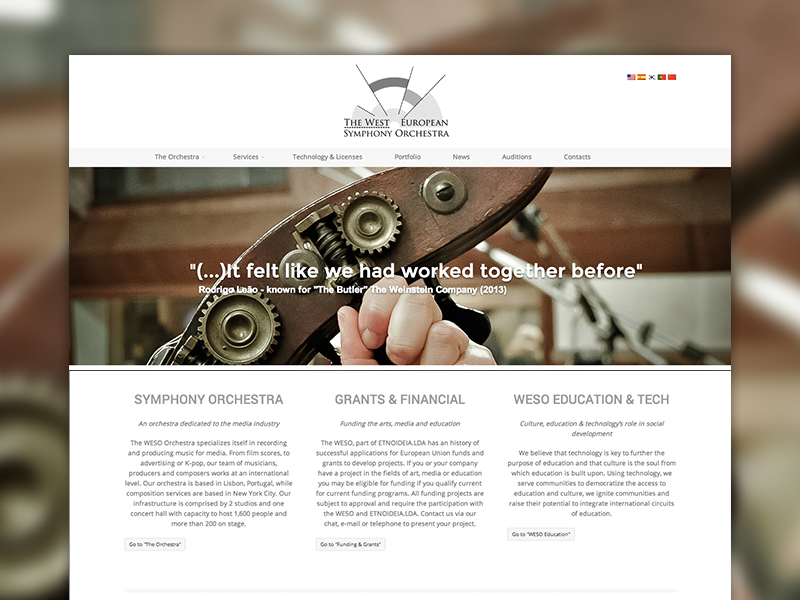 THE WEST EUROPEAN
SYMPHONY ORCHESTRA
The Orchestra
Services
Technology & Licenses
Portfolio
News
Auditions
Contacts
"(...)It felt like we had worked together before"
Rodrigo Leão - known for "The Butler" The Weinstein Company (2013)
SYMPHONY ORCHESTRA
An orchestra dedicated to the media industry
The WESO Orchestra specializes itself in recording
and producing music for media. From film scores, to
advertising or K-pop, our team of musicians,
producers and composers works at an international
level. Our orchestra is based in Lisbon, Portugal, while
composition services are based in New York City. Our
infrastructure is comprised by 2 studios and one
concert hall with capacity to host 1,600 people and
more than 200 on stage.
Go to "The Orchestra"
GRANTS & FINANCIAL
Funding the arts, media and education
The WESO, part of ETNOIDEIA.LDA has an history of
successful applications for European Union funds and
grants to develop projects. If you or your company
have a project in the fields of art, media or education
you may be eligible for funding if you qualify current
for current funding programs. All funding projects are
subject to approval and require the participation with
the WESO and ETNOIDEIA.LDA. Contact us via our
chat, e-mail or telephone to present your project.
Go to "Funding & Grants"
WESO EDUCATION & TECH
Culture, education & technology's role in social
development
We believe that technology is key to further the
purpose of education and that culture is the soul from
which education is built upon. Using technology, we
serve communities to democratize the access to
education and culture, we ignite communities and
raise their potential to integrate international circuits
of education.
Go to "WESO Education"